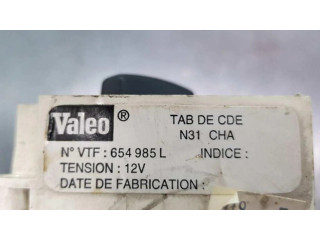 Valeo ®
TAB DE CDE
N31 CHA
N° VTF : 654 985 L INDICE :
TENSION : 12V
DATE DE FABRICATION :